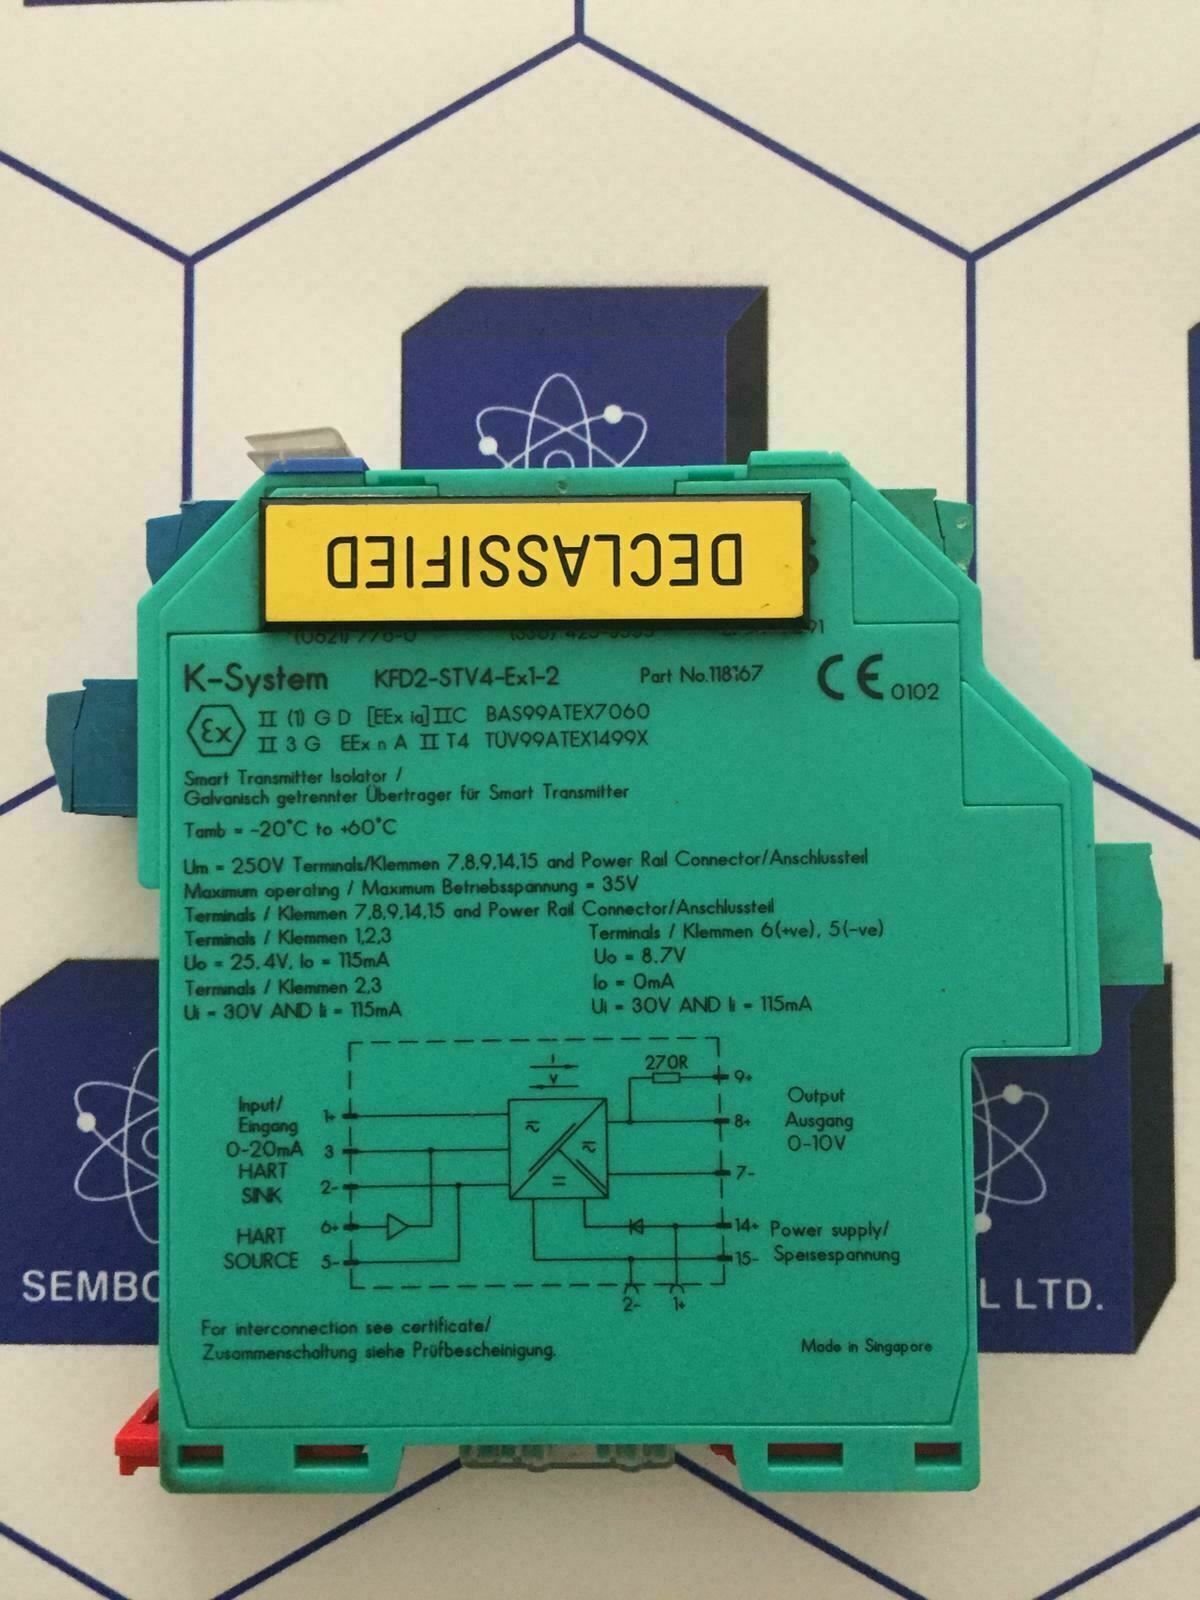 DECLASSIFIED
(0621) 776-0
91
K-System KFD2-STV4-Ex1-2 Part No.118167 CE 0102
Ex II (1) G D [EEx ia] IIC BAS99ATEX7060
II 3 G EEx n A II T4 TÜV99ATEX1499X
Smart Transmitter Isolator /
Galvanisch getrennter Übertrager für Smart Transmitter
Tamb = -20°C to +60°C
Um = 250V Terminals/Klemmen 7,8,9,14,15 and Power Rail Connector/Anschlussteil
Maximum operating / Maximum Betriebsspannung = 35V
Terminals / Klemmen 7,8,9,14,15 and Power Rail Connector/Anschlussteil
Terminals / Klemmen 1,2,3
Uo = 25.4V, Io = 115mA
Terminals / Klemmen 2,3
Ui = 30V AND Ii = 115mA
Terminals / Klemmen 6(+ve), 5(-ve)
Uo = 8.7V
Io = 0mA
Ui = 30V AND Ii = 115mA
I
V
270R
Input/
Eingang
0-20mA
HART
SINK
HART
SOURCE
1+
3
2-
6+
5-
9+
8+
7-
14+
15-
2- 1+
Output
Ausgang
0-10V
Power supply/
Speisespannung
For interconnection see certificate/
Zusammenschaltung siehe Prüfbescheinigung.
Made in Singapore
SEMBO
L LTD.